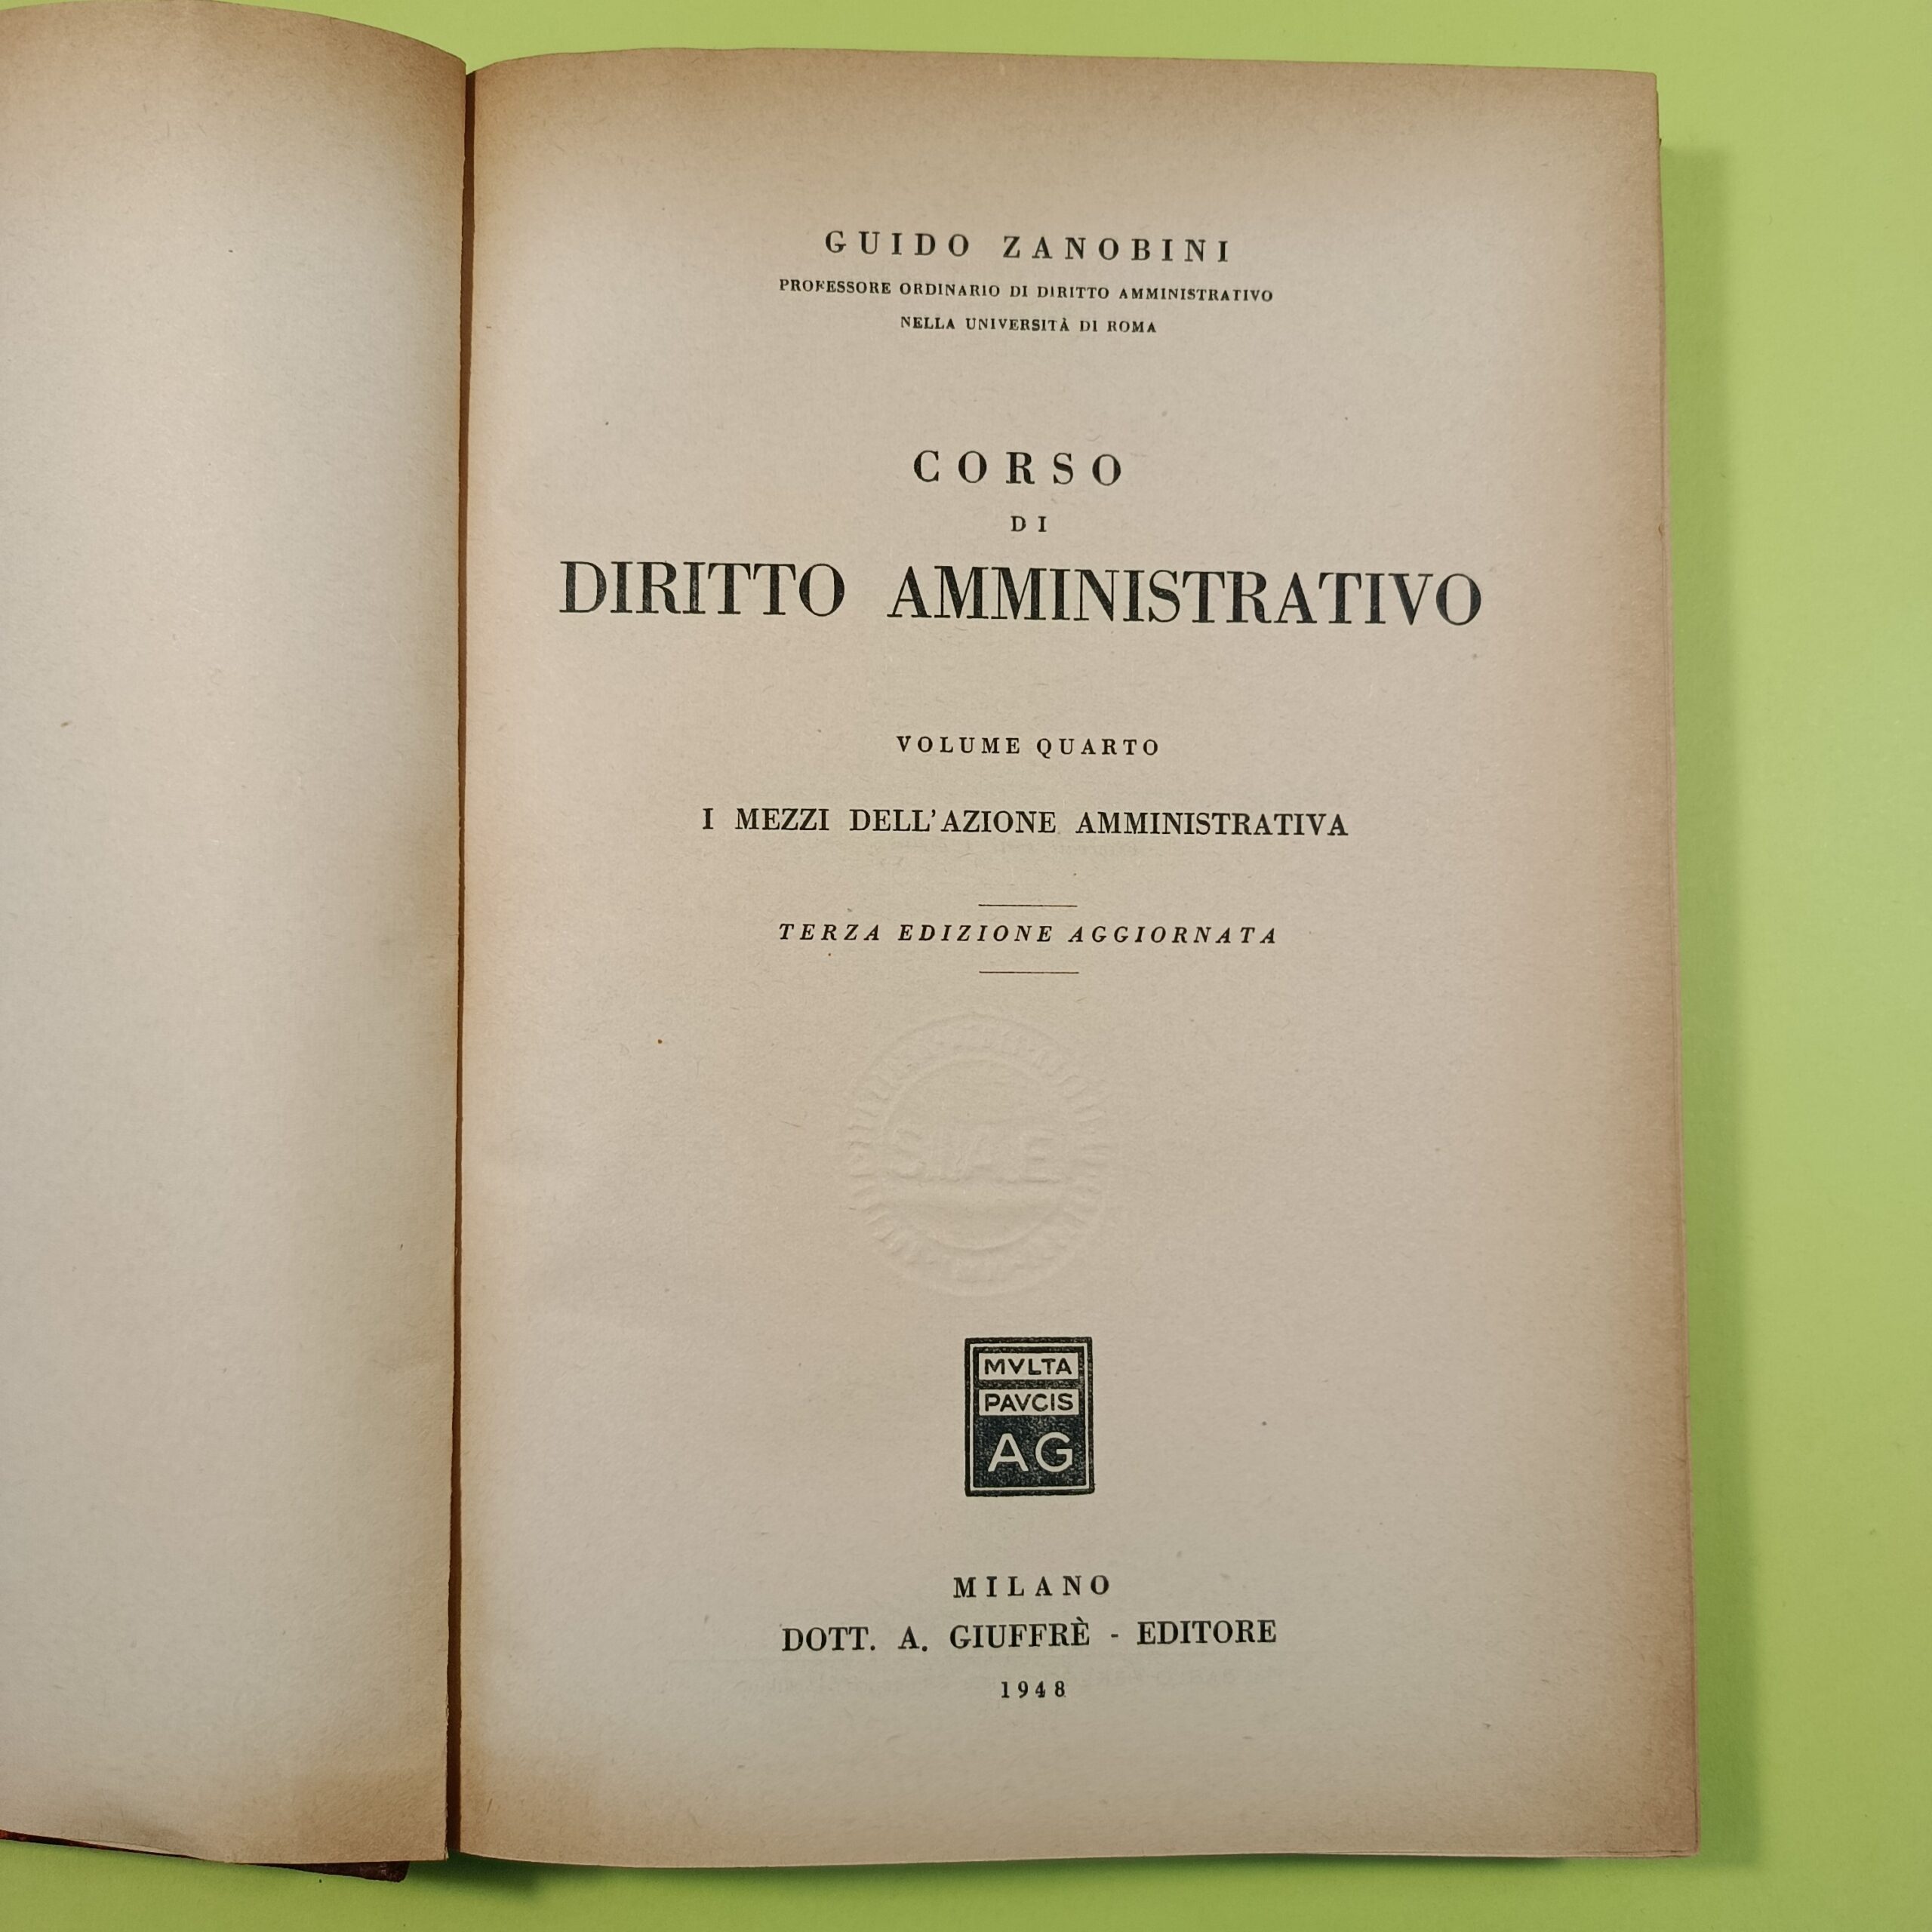 GUIDO ZANOBINI
PROFESSORE ORDINARIO DI DIRITTO AMMINISTRATIVO
NELLA UNIVERSITÀ DI ROMA
CORSO
DI
DIRITTO AMMINISTRATIVO
VOLUME QUARTO
I MEZZI DELL'AZIONE AMMINISTRATIVA
TERZA EDIZIONE AGGIORNATA
S.I.A.E.
MVLTA
PAVCIS
AG
MILANO
DOTT. A. GIUFFRÈ - EDITORE
1948